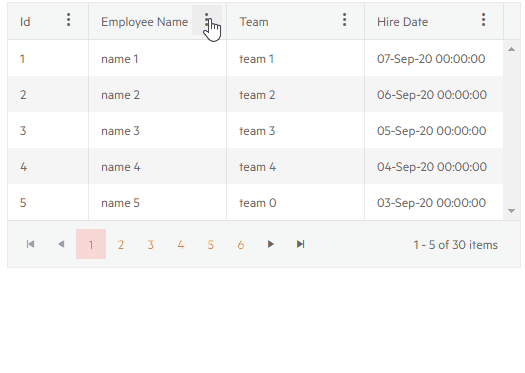 Id Employee Name Team Hire Date
1 name 1 team 1 07-Sep-20 00:00:00
2 name 2 team 2 06-Sep-20 00:00:00
3 name 3 team 3 05-Sep-20 00:00:00
4 name 4 team 4 04-Sep-20 00:00:00
5 name 5 team 0 03-Sep-20 00:00:00
1 2 3 4 5 6 1 - 5 of 30 items